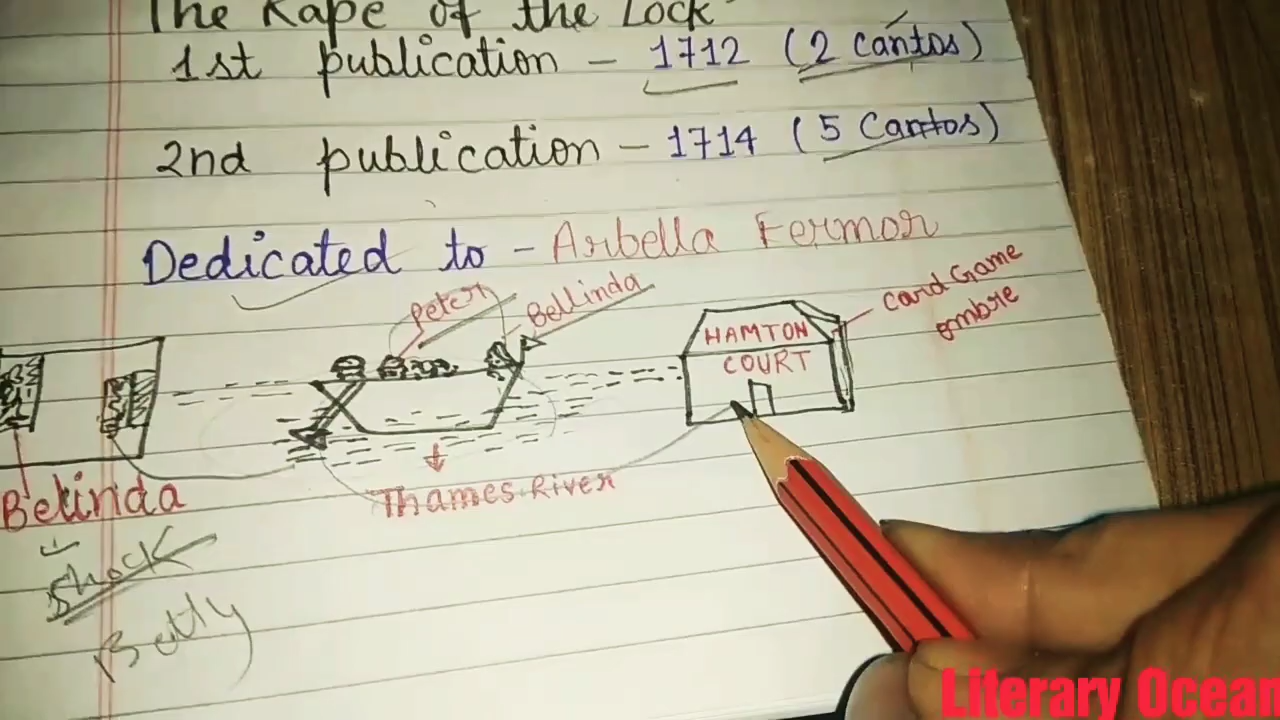 The Rape of the Lock
1st publication - 1712 (2 cantos)
2nd publication - 1714 (5 Cantos)
Dedicated to - Arbella Fermor
Peter
Bellinda
Card Game
ombre
HAMTON
COURT
Thames River
Belinda
Shock
Betty
Literary Ocean